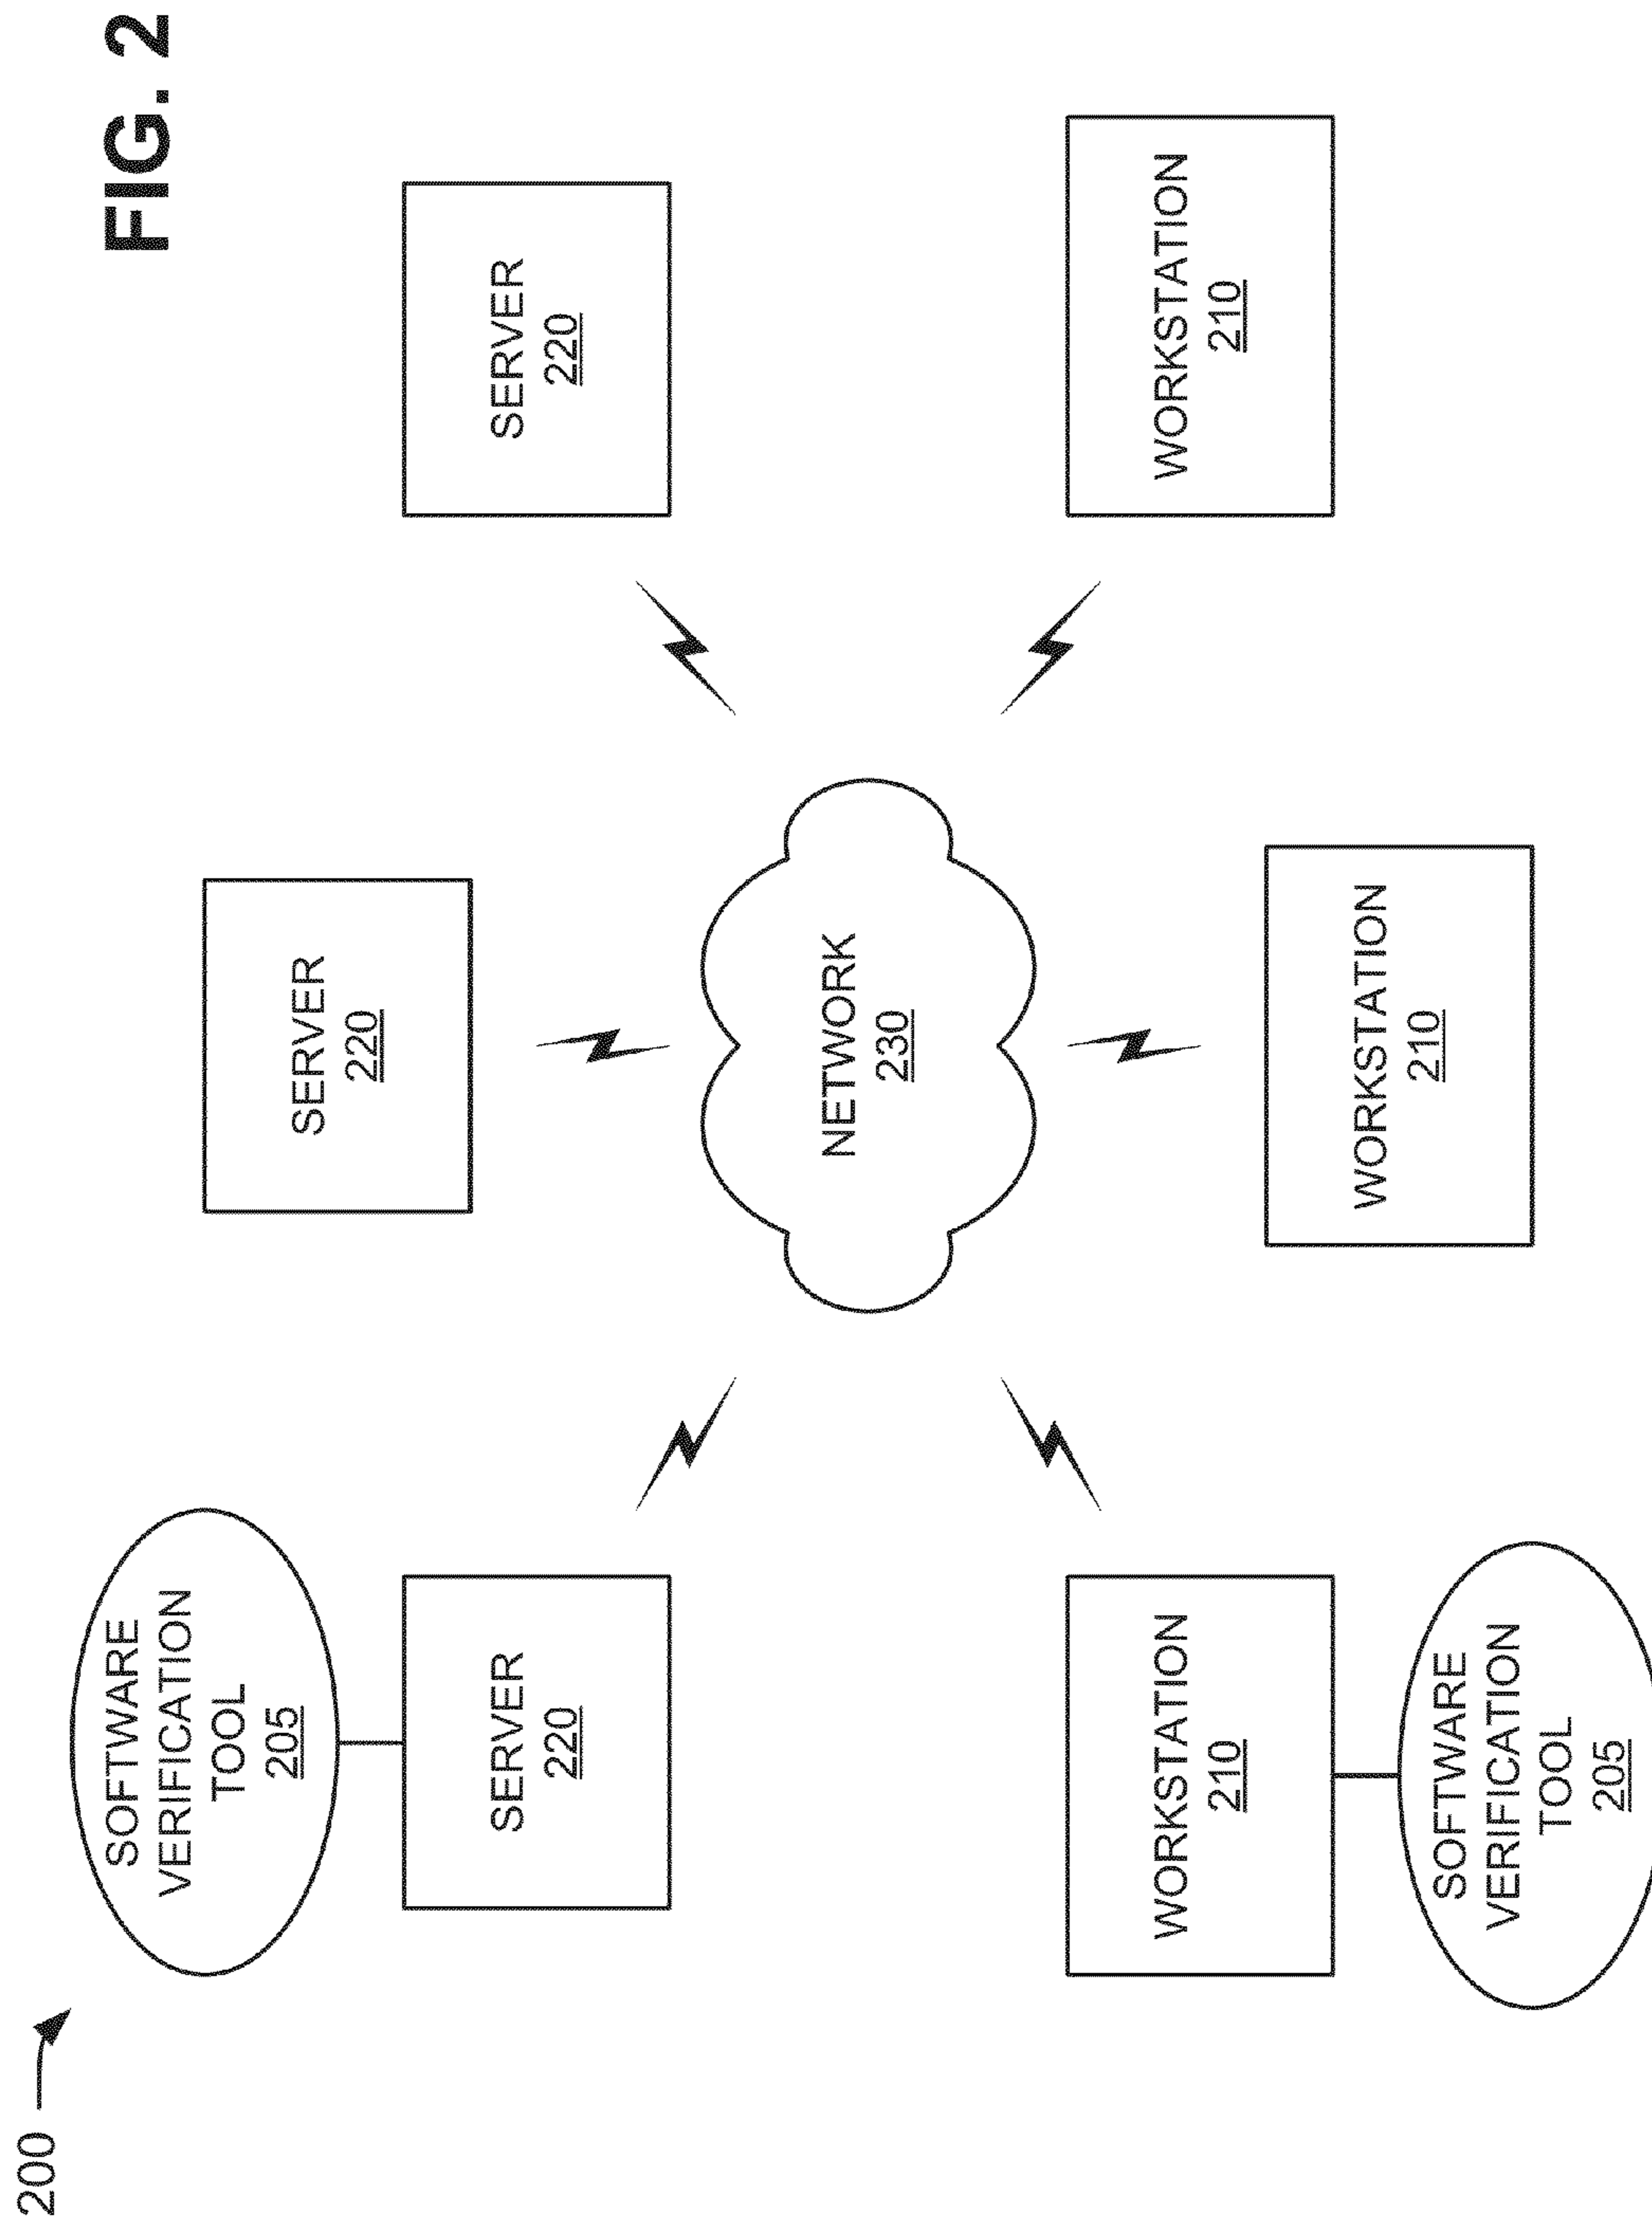 FIG. 2
200
SOFTWARE
VERIFICATION
TOOL
205
SERVER
220
SERVER
220
SERVER
220
NETWORK
230
WORKSTATION
210
WORKSTATION
210
WORKSTATION
210
SOFTWARE
VERIFICATION
TOOL
205